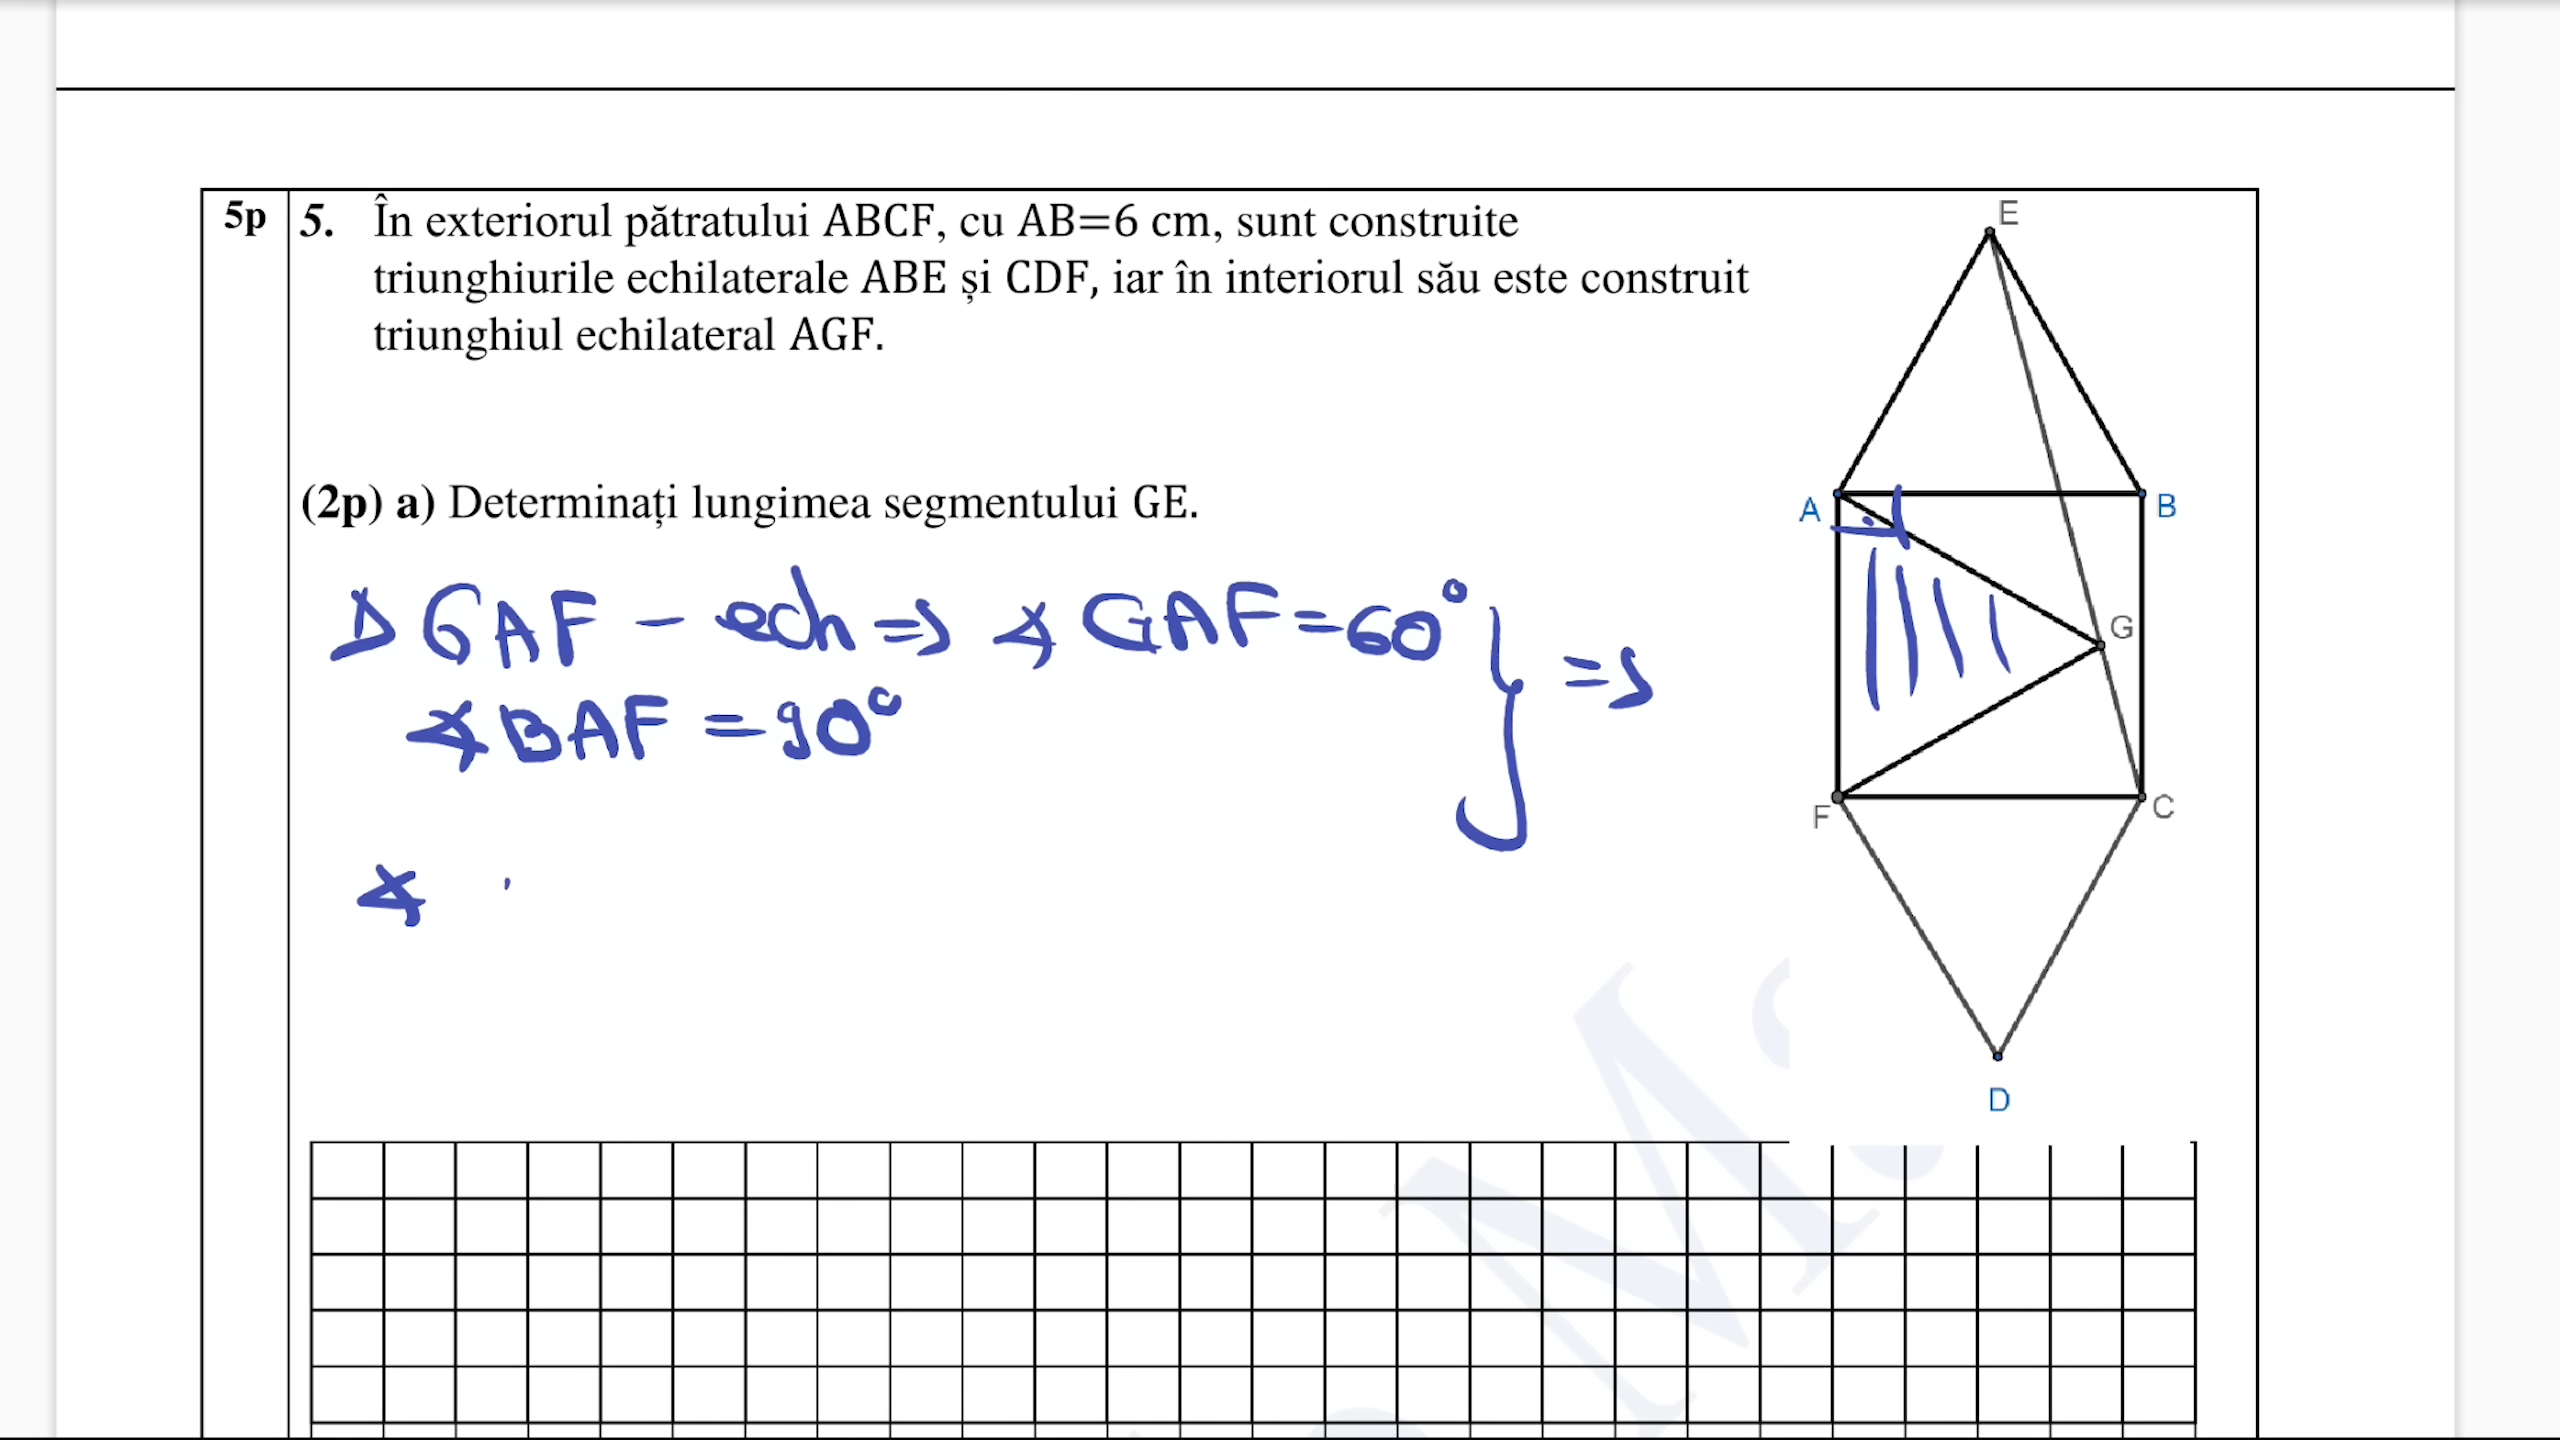 5p 5. În exteriorul pătratului ABCF, cu AB=6 cm, sunt construite
triunghiurile echilaterale ABE și CDF, iar în interiorul său este construit
triunghiul echilateral AGF.
(2p) a) Determinați lungimea segmentului GE.
Δ GAF - ech => ∢ GAF = 60° } =>
∢ BAF = 90°
∢
E
A
B
G
F
C
D